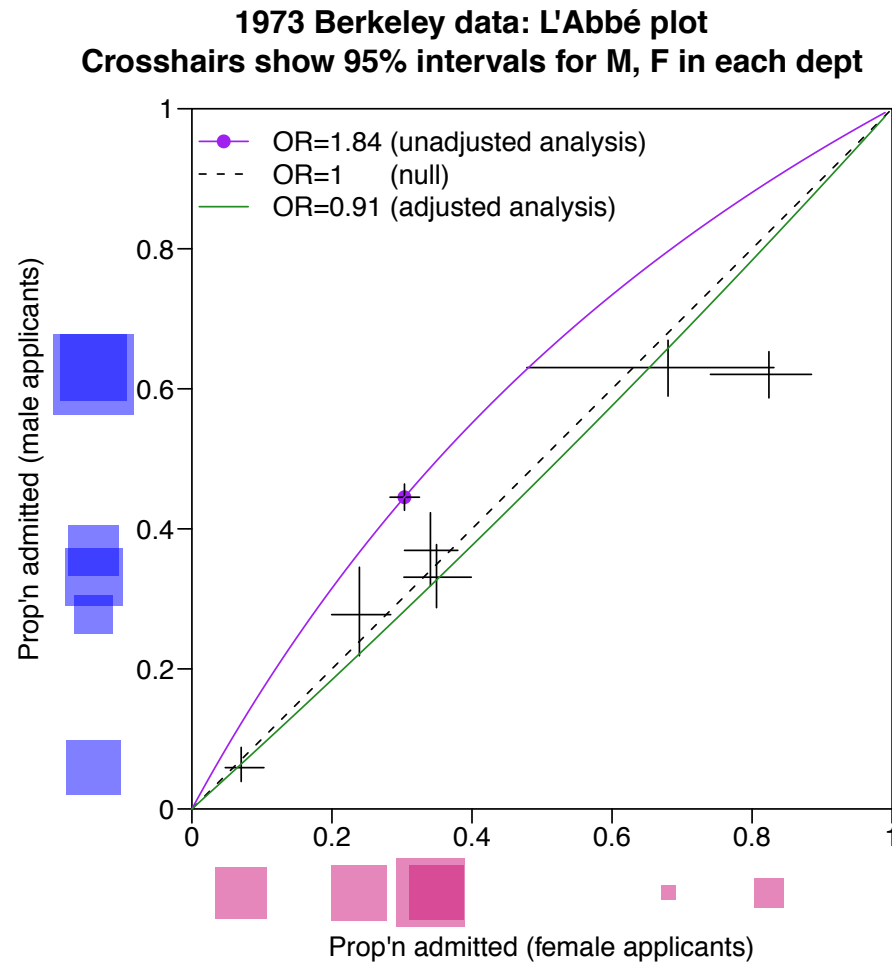 1973 Berkeley data: L'Abbé plot
Crosshairs show 95% intervals for M, F in each dept
OR=1.84 (unadjusted analysis)
OR=1 (null)
OR=0.91 (adjusted analysis)
Prop'n admitted (male applicants)
1
0.8
0.6
0.4
0.2
0
0 0.2 0.4 0.6 0.8 1
Prop'n admitted (female applicants)